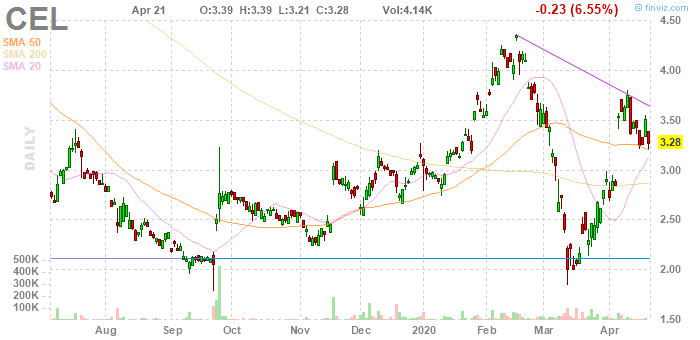 CEL
Apr 21 O:3.39 H:3.39 L:3.21 C:3.28 Vol:4.14K -0.23 (6.55%)
© finviz.com
SMA 50
SMA 200
SMA 20
DAILY
4.50
4.00
3.50
3.28
3.00
2.50
2.00
1.50
500K
400K
300K
200K
100K
Aug Sep Oct Nov Dec 2020 Feb Mar Apr